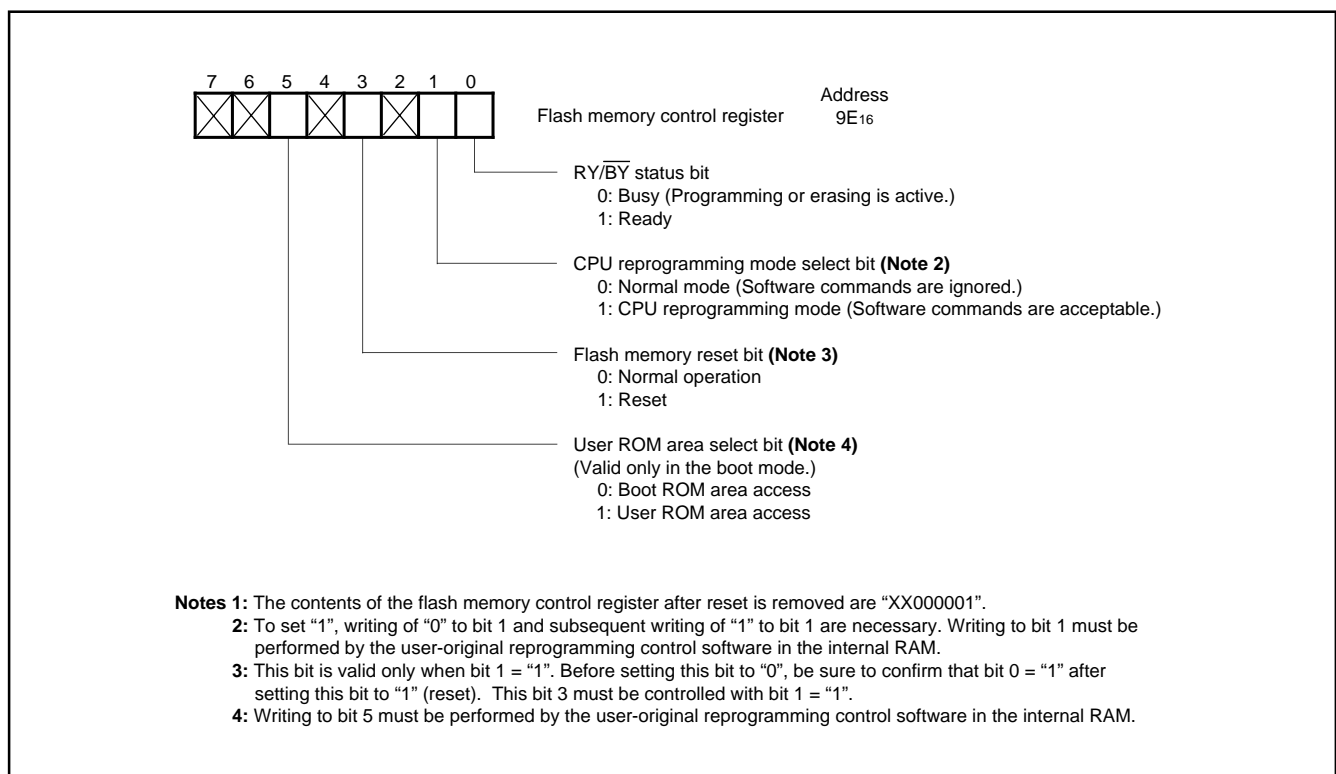 7 6 5 4 3 2 1 0
Address
Flash memory control register 9E16
RY/BY status bit
0: Busy (Programming or erasing is active.)
1: Ready
CPU reprogramming mode select bit (Note 2)
0: Normal mode (Software commands are ignored.)
1: CPU reprogramming mode (Software commands are acceptable.)
Flash memory reset bit (Note 3)
0: Normal operation
1: Reset
User ROM area select bit (Note 4)
(Valid only in the boot mode.)
0: Boot ROM area access
1: User ROM area access
Notes 1: The contents of the flash memory control register after reset is removed are “XX000001”.
2: To set “1”, writing of “0” to bit 1 and subsequent writing of “1” to bit 1 are necessary. Writing to bit 1 must be
performed by the user-original reprogramming control software in the internal RAM.
3: This bit is valid only when bit 1 = “1”. Before setting this bit to “0”, be sure to confirm that bit 0 = “1” after
setting this bit to “1” (reset). This bit 3 must be controlled with bit 1 = “1”.
4: Writing to bit 5 must be performed by the user-original reprogramming control software in the internal RAM.